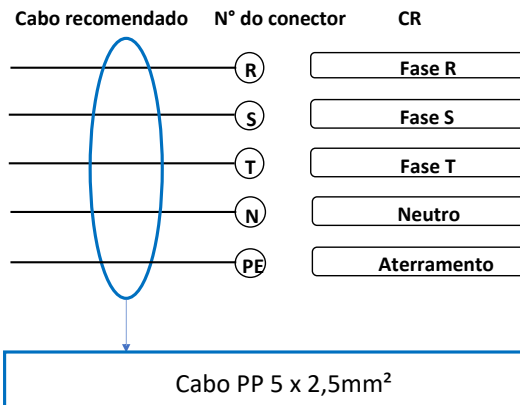 Cabo recomendado N° do conector CR
R Fase R
S Fase S
T Fase T
N Neutro
PE Aterramento
Cabo PP 5 x 2,5mm²